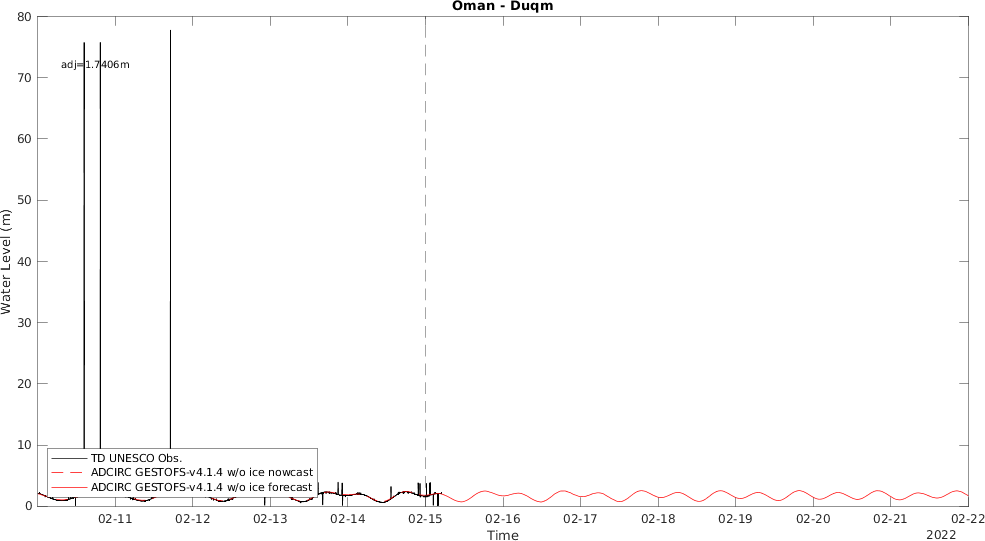 Oman - Duqm
80
70
60
50
40
30
20
10
0
Water Level (m)
adj=1.7406m
TD UNESCO Obs.
ADCIRC GESTOFS-v4.1.4 w/o ice nowcast
ADCIRC GESTOFS-v4.1.4 w/o ice forecast
02-11 02-12 02-13 02-14 02-15 02-16 02-17 02-18 02-19 02-20 02-21 02-22
Time
2022